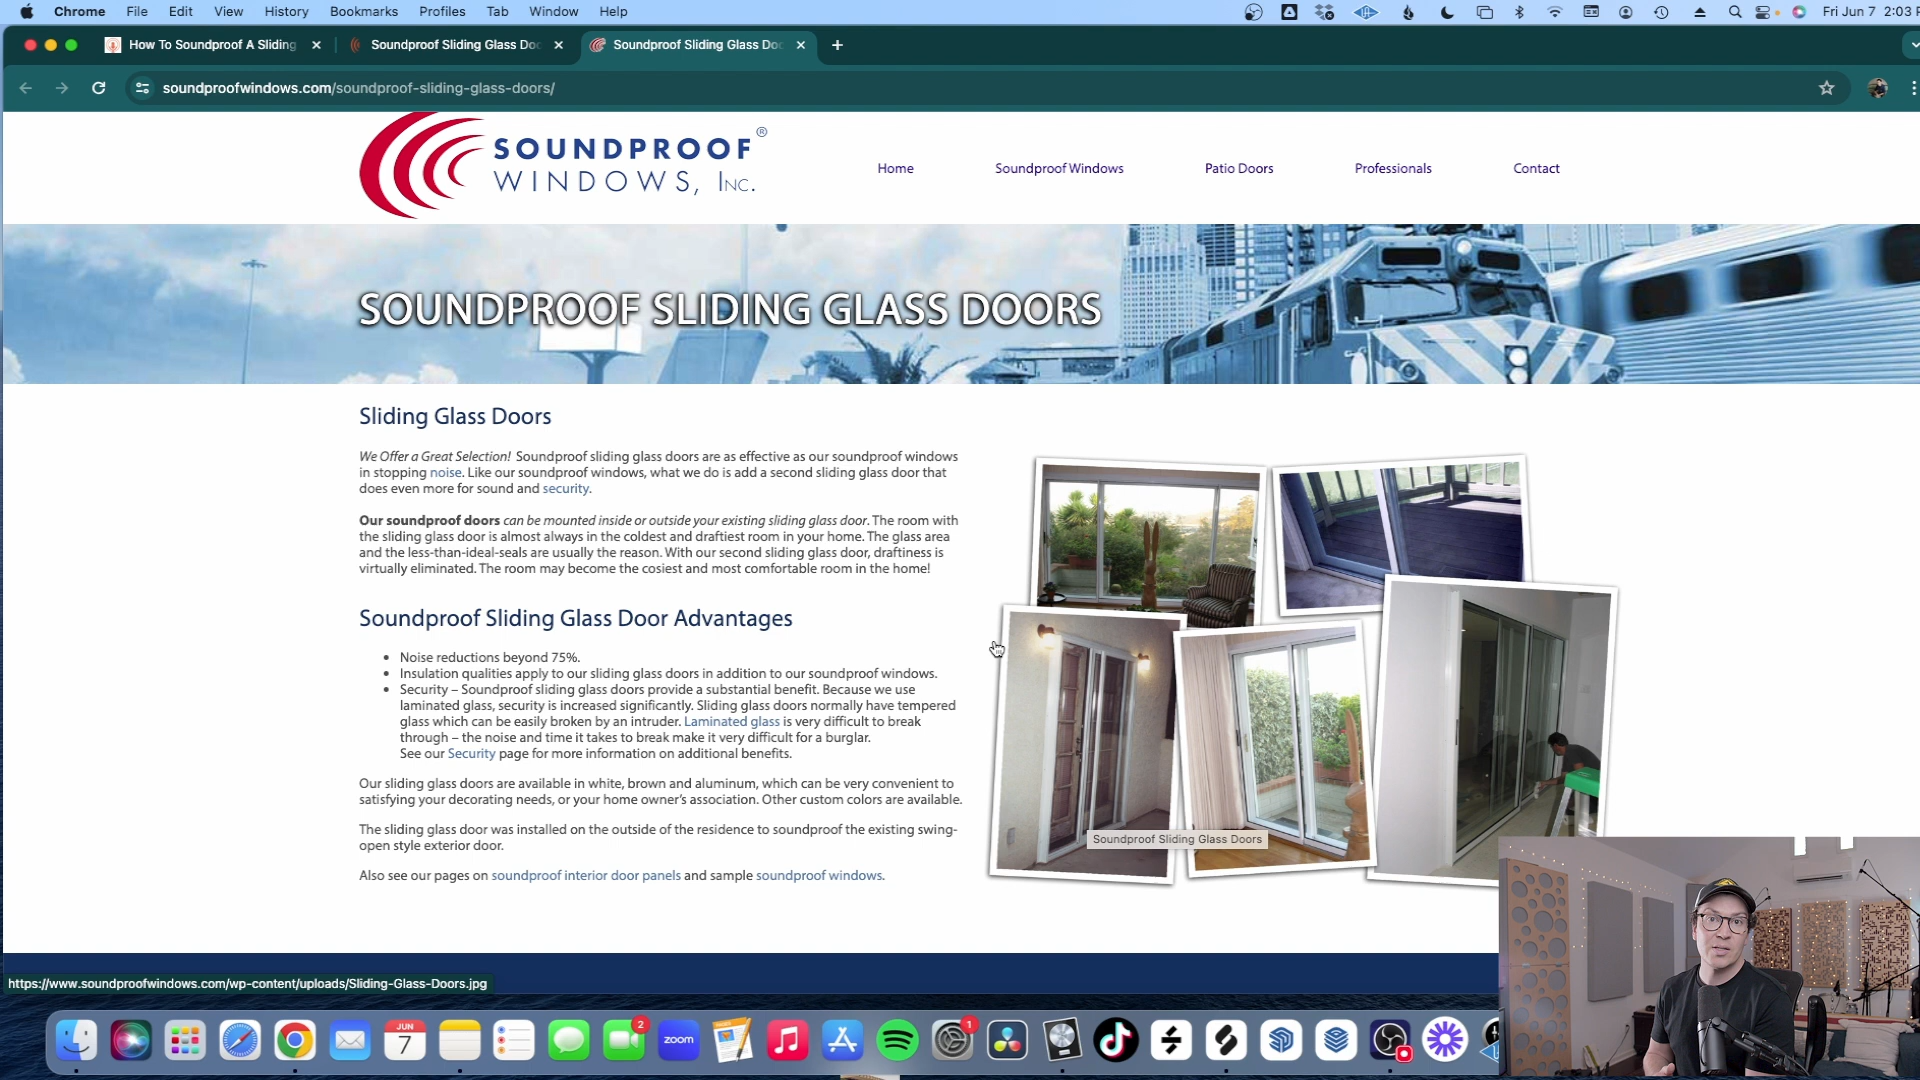 Chrome File Edit View History Bookmarks Profiles Tab Window Help
Fri Jun 7 2:03 P
How To Soundproof A Sliding
Soundproof Sliding Glass Do
Soundproof Sliding Glass Do
soundproofwindows.com/soundproof-sliding-glass-doors/
SOUNDPROOF®
WINDOWS, INC.
Home
Soundproof Windows
Patio Doors
Professionals
Contact
SOUNDPROOF SLIDING GLASS DOORS
Sliding Glass Doors
We Offer a Great Selection! Soundproof sliding glass doors are as effective as our soundproof windows
in stopping noise. Like our soundproof windows, what we do is add a second sliding glass door that
does even more for sound and security.
Our soundproof doors can be mounted inside or outside your existing sliding glass door. The room with
the sliding glass door is almost always in the coldest and draftiest room in your home. The glass area
and the less-than-ideal-seals are usually the reason. With our second sliding glass door, draftiness is
virtually eliminated. The room may become the cosiest and most comfortable room in the home!
Soundproof Sliding Glass Door Advantages
• Noise reductions beyond 75%.
• Insulation qualities apply to our sliding glass doors in addition to our soundproof windows.
• Security – Soundproof sliding glass doors provide a substantial benefit. Because we use
laminated glass, security is increased significantly. Sliding glass doors normally have tempered
glass which can be easily broken by an intruder. Laminated glass is very difficult to break
through – the noise and time it takes to break make it very difficult for a burglar.
See our Security page for more information on additional benefits.
Our sliding glass doors are available in white, brown and aluminum, which can be very convenient to
satisfying your decorating needs, or your home owner's association. Other custom colors are available.
The sliding glass door was installed on the outside of the residence to soundproof the existing swing-
open style exterior door.
Also see our pages on soundproof interior door panels and sample soundproof windows.
Soundproof Sliding Glass Doors
https://www.soundproofwindows.com/wp-content/uploads/Sliding-Glass-Doors.jpg
JUN
7
2
zoom
1